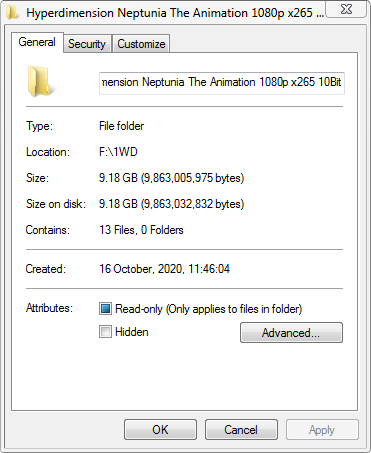 Hyperdimension Neptunia The Animation 1080p x265 ...
General Security Customize
mension Neptunia The Animation 1080p x265 10Bit
Type: File folder
Location: F:\1WD
Size: 9.18 GB (9,863,005,975 bytes)
Size on disk: 9.18 GB (9,863,032,832 bytes)
Contains: 13 Files, 0 Folders
Created: 16 October, 2020, 11:46:04
Attributes: Read-only (Only applies to files in folder)
Hidden Advanced...
OK Cancel Apply